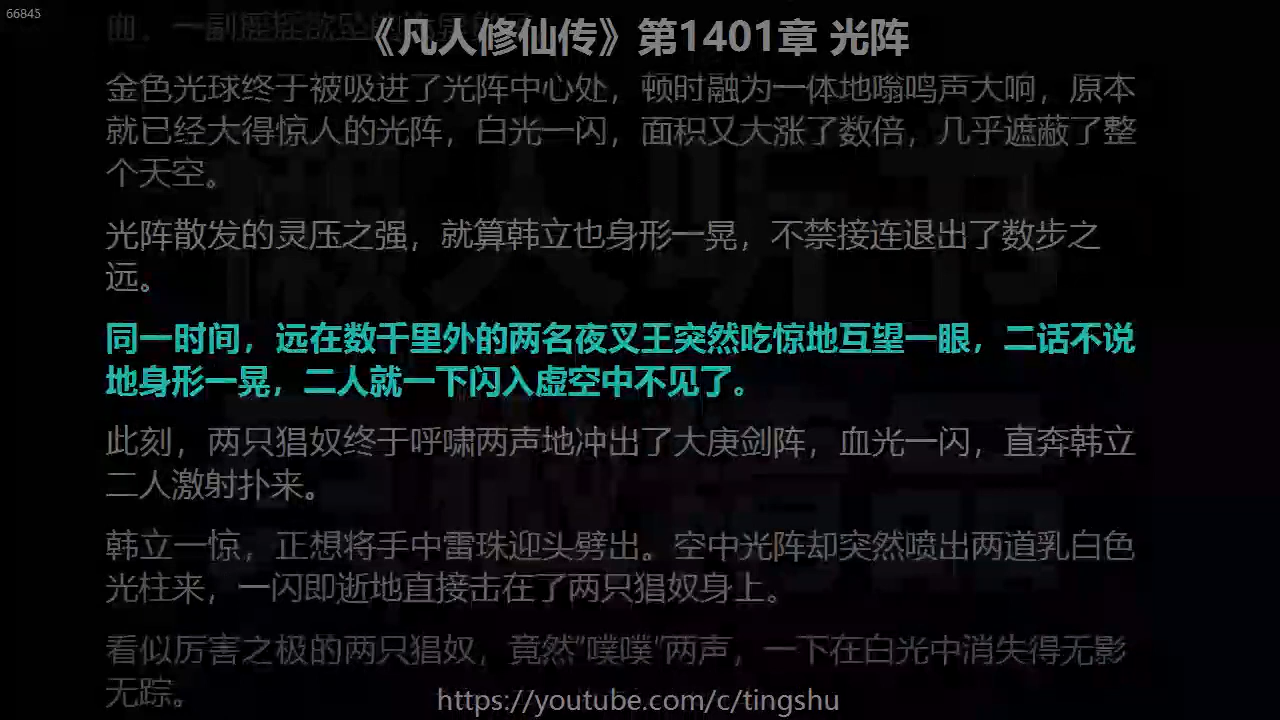 66845
《凡人修仙传》第1401章 光阵
金色光球终于被吸进了光阵中心处，顿时融为一体地嗡鸣声大响，原本
就已经大得惊人的光阵，白光一闪，面积又大涨了数倍，几乎遮蔽了整
个天空。
光阵散发的灵压之强，就算韩立也身形一晃，不禁接连退出了数步之
远。
同一时间，远在数千里外的两名夜叉王突然吃惊地互望一眼，二话不说
地身形一晃，二人就一下闪入虚空中不见了。
此刻，两只猖奴终于呼啸两声地冲出了大庚剑阵，血光一闪，直奔韩立
二人激射扑来。
韩立一惊，正想将手中雷珠迎头劈出。空中光阵却突然喷出两道乳白色
光柱来，一闪即逝地直接击在了两只猖奴身上。
看似厉害之极的两只猖奴，竟然“噗噗”两声，一下在白光中消失得无影
无踪。
https://youtube.com/c/tingshu